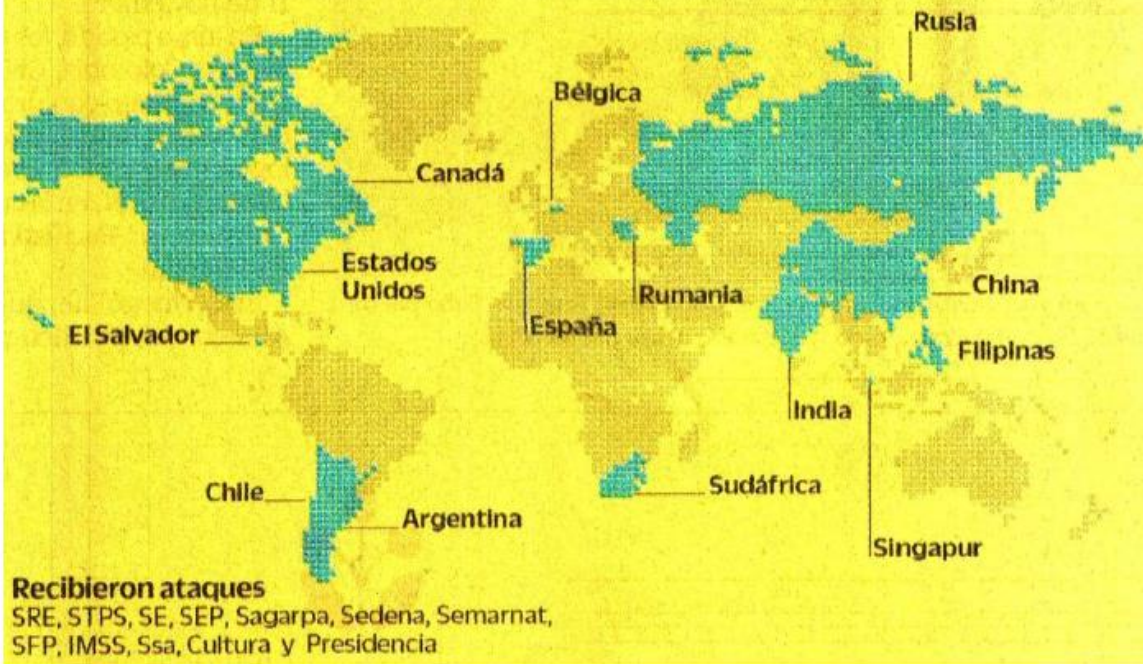 Rusia
Bélgica
Canadá
Estados
Unidos
China
Rumania
España
El Salvador
Filipinas
India
Chile
Sudáfrica
Argentina
Singapur
Recibieron ataques
SRE, STPS, SE, SEP, Sagarpa, Sedena, Semarnat,
SFP, IMSS, Ssa, Cultura y Presidencia